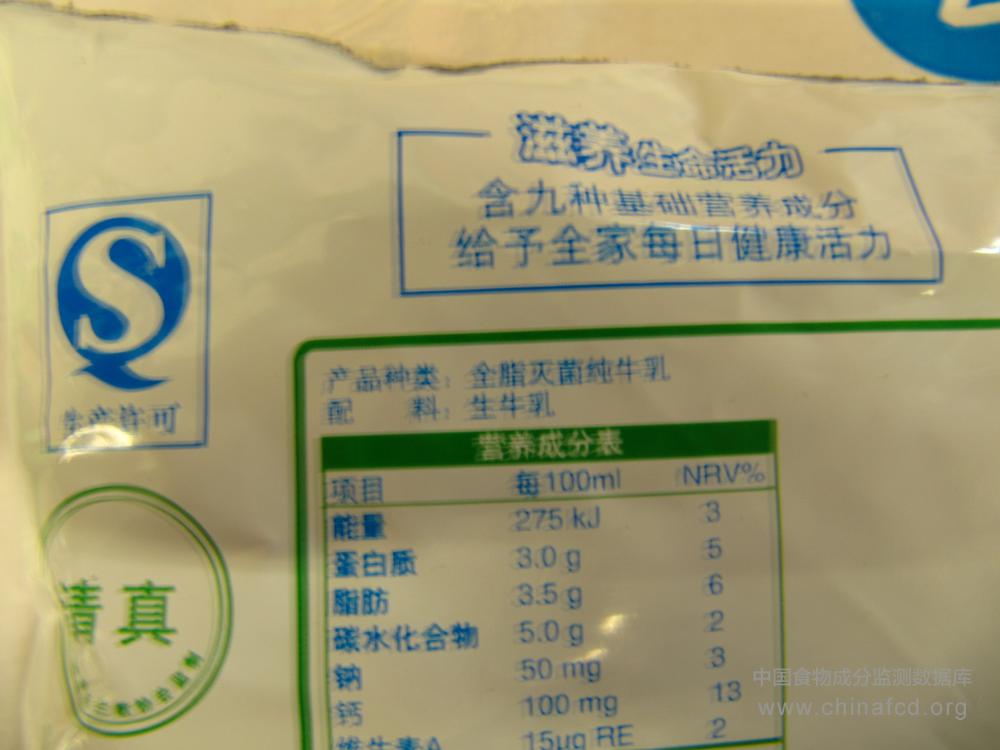 滋养生命活力
含九种基础营养成分
给予全家每日健康活力
S
生产许可
产品种类：全脂灭菌纯牛乳
配 料：生牛乳
营养成分表
项目 每100ml NRV%
能量 275 kJ 3
蛋白质 3.0 g 5
脂肪 3.5 g 6
碳水化合物 5.0 g 2
钠 50 mg 3
钙 100 mg 13
维生素A 15μg RE 2
清真
中国食物成分监测数据库
www.chinafcd.org